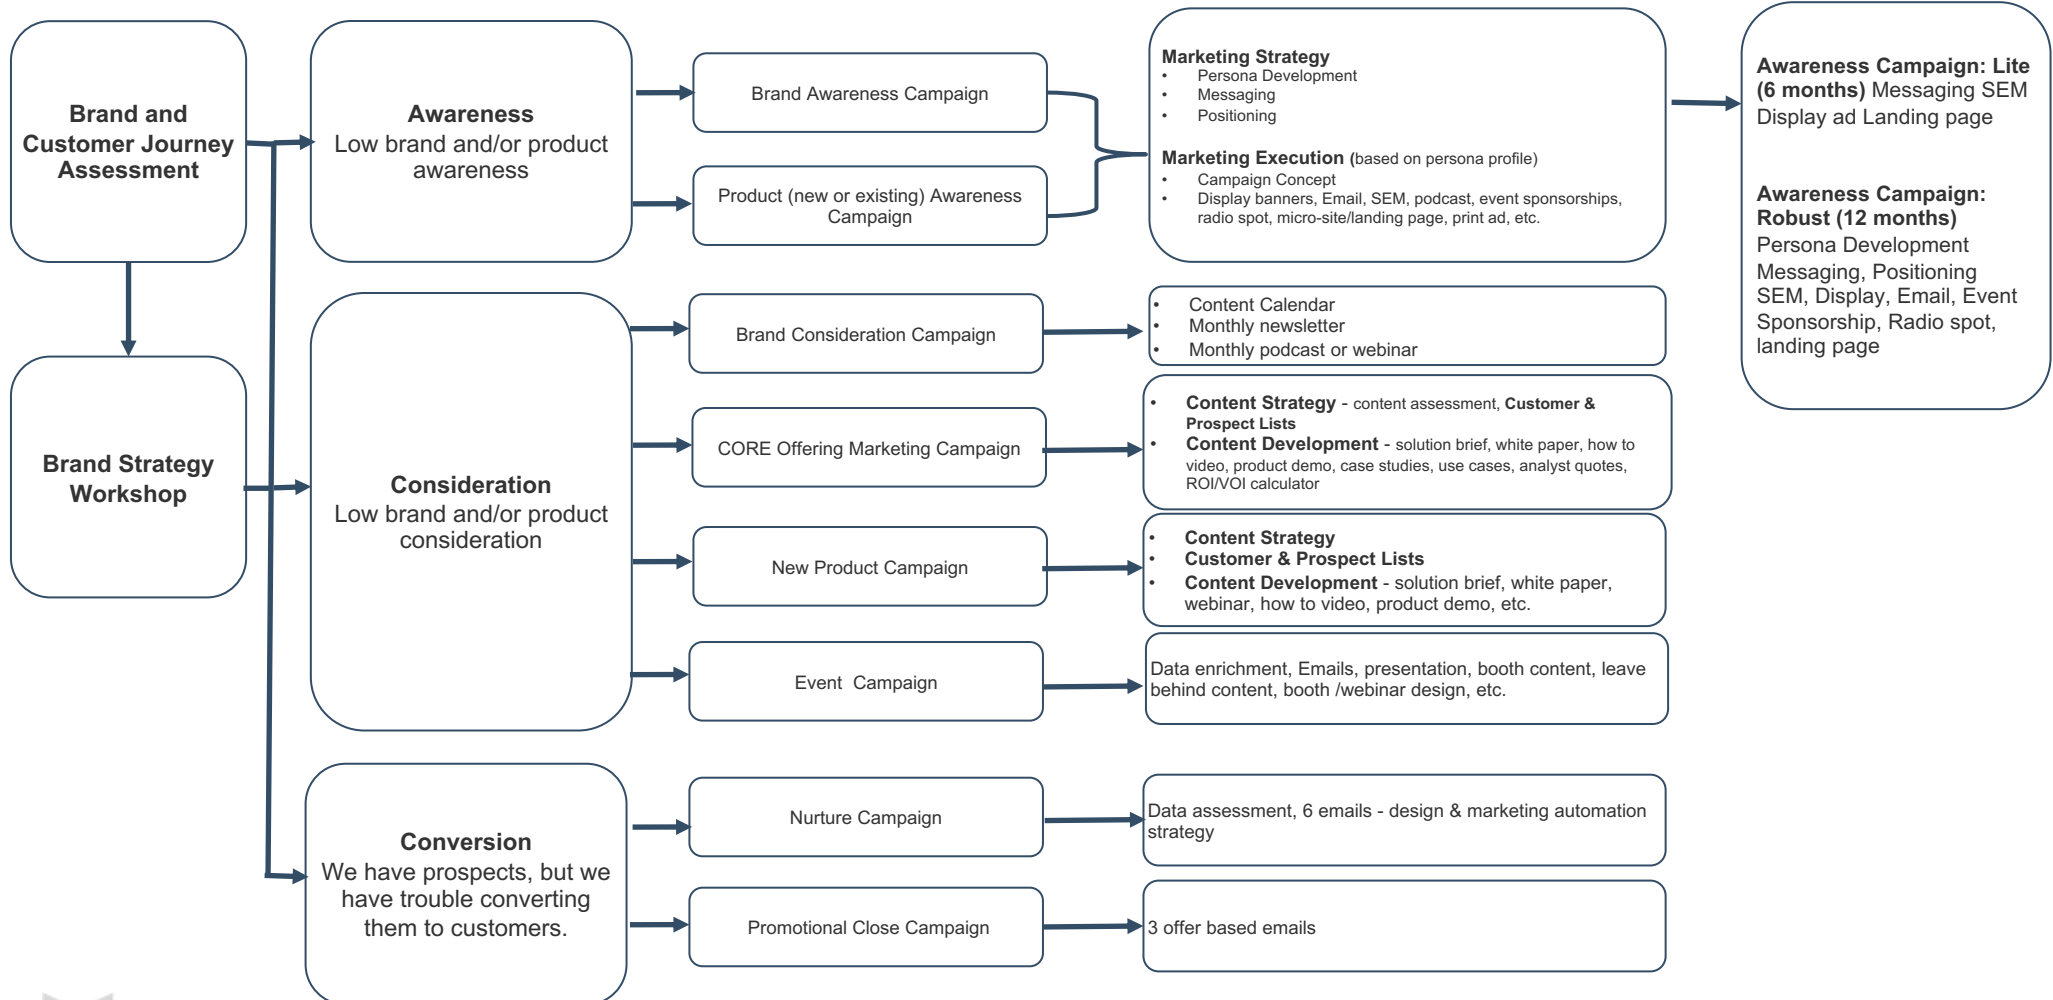 Brand and
Customer Journey
Assessment
Brand Strategy
Workshop
Awareness
Low brand and/or product
awareness
Brand Awareness Campaign
Product (new or existing) Awareness
Campaign
Marketing Strategy
• Persona Development
• Messaging
• Positioning
Marketing Execution (based on persona profile)
• Campaign Concept
• Display banners, Email, SEM, podcast, event sponsorships,
radio spot, micro-site/landing page, print ad, etc.
Awareness Campaign: Lite
(6 months) Messaging SEM
Display ad Landing page
Awareness Campaign:
Robust (12 months)
Persona Development
Messaging, Positioning
SEM, Display, Email, Event
Sponsorship, Radio spot,
landing page
Consideration
Low brand and/or product
consideration
Brand Consideration Campaign
• Content Calendar
• Monthly newsletter
• Monthly podcast or webinar
CORE Offering Marketing Campaign
• Content Strategy - content assessment, Customer &
Prospect Lists
• Content Development - solution brief, white paper, how to
video, product demo, case studies, use cases, analyst quotes,
ROI/VOI calculator
New Product Campaign
• Content Strategy
• Customer & Prospect Lists
• Content Development - solution brief, white paper,
webinar, how to video, product demo, etc.
Event Campaign
Data enrichment, Emails, presentation, booth content, leave
behind content, booth /webinar design, etc.
Conversion
We have prospects, but we
have trouble converting
them to customers.
Nurture Campaign
Data assessment, 6 emails - design & marketing automation
strategy
Promotional Close Campaign
3 offer based emails